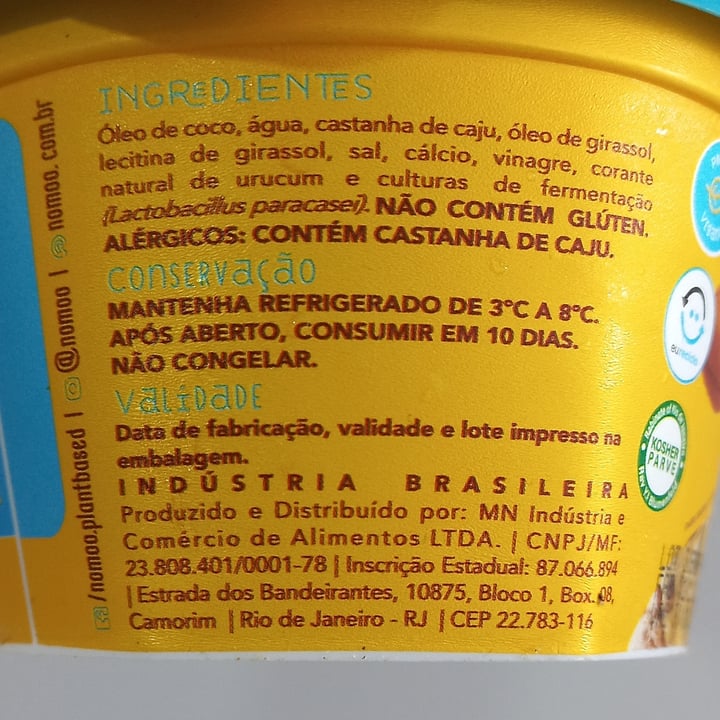 INGREDIENTES
Óleo de coco, água, castanha de caju, óleo de girassol,
lecitina de girassol, sal, cálcio, vinagre, corante
natural de urucum e culturas de fermentação
(Lactobacillus paracasei). NÃO CONTÉM GLÚTEN.
ALÉRGICOS: CONTÉM CASTANHA DE CAJU.
CONSERVAÇÃO
MANTENHA REFRIGERADO DE 3°C A 8°C.
APÓS ABERTO, CONSUMIR EM 10 DIAS.
NÃO CONGELAR.
VALIDADE
Data de fabricação, validade e lote impresso na
embalagem.
INDÚSTRIA BRASILEIRA
Produzido e Distribuído por: MN Indústria e
Comércio de Alimentos LTDA. | CNPJ/MF:
23.808.401/0001-78 | Inscrição Estadual: 87.066.894
| Estrada dos Bandeirantes, 10875, Bloco 1, Box. 08,
Camorim | Rio de Janeiro - RJ | CEP 22.783-116
/nomoo.plantbased | @.nomoo | nomoo.com.br
eureciclo
KOSHER
PARVE